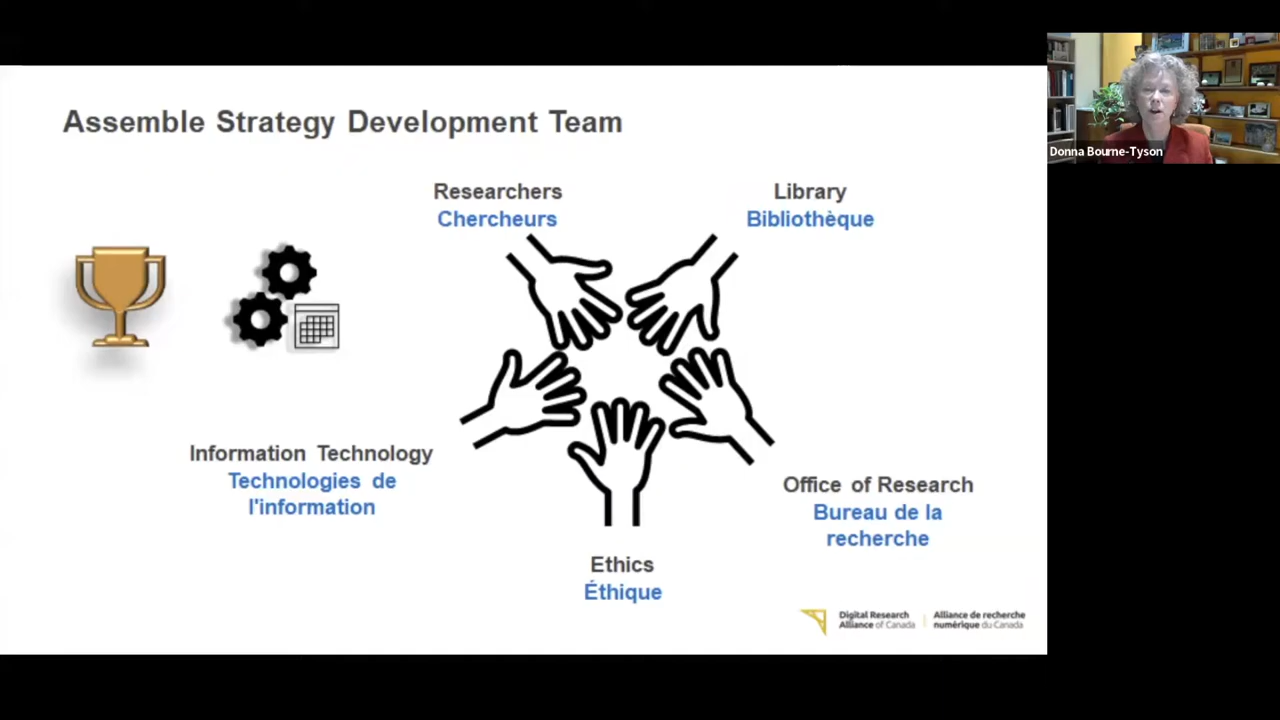 Assemble Strategy Development Team
Donna Bourne-Tyson
Researchers
Chercheurs
Library
Bibliothèque
Information Technology
Technologies de
l'information
Office of Research
Bureau de la
recherche
Ethics
Éthique
Digital Research
Alliance of Canada
Alliance de recherche
numérique du Canada